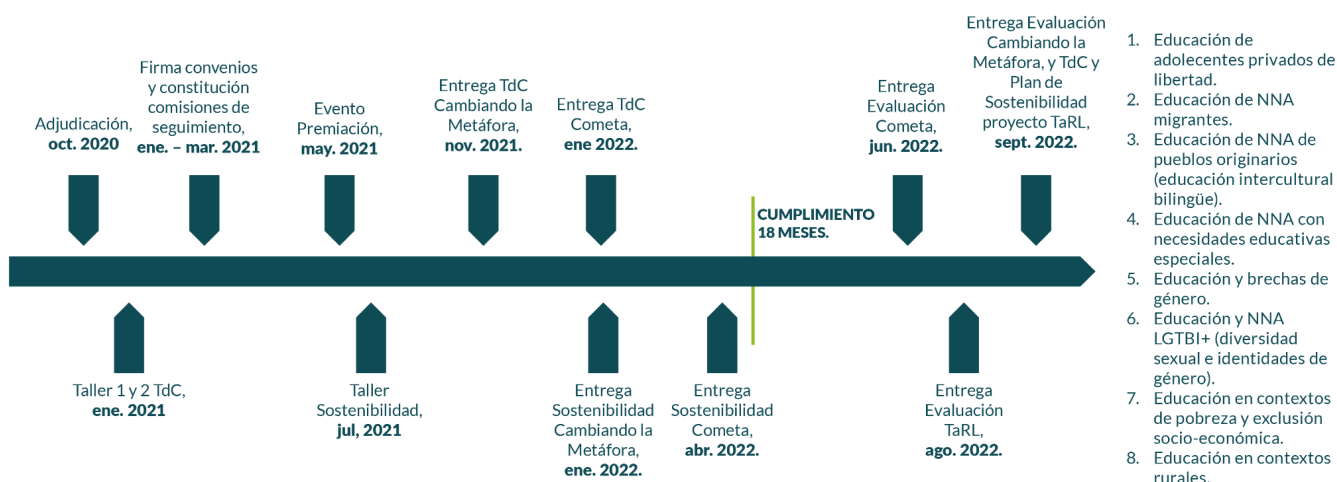 Adjudicación,
oct. 2020
Firma convenios
y constitución
comisiones de
seguimiento,
ene. – mar. 2021
Evento
Premiación,
may. 2021
Entrega TdC
Cambiando la
Metáfora,
nov. 2021.
Entrega TdC
Cometa,
ene 2022.
Entrega
Evaluación
Cometa,
jun. 2022.
Entrega Evaluación
Cambiando la
Metáfora, y TdC y
Plan de
Sostenibilidad
proyecto TaRL,
sept. 2022.
CUMPLIMIENTO
18 MESES.
Taller 1 y 2 TdC,
ene. 2021
Taller
Sostenibilidad,
jul, 2021
Entrega
Sostenibilidad
Cambiando la
Metáfora,
ene. 2022.
Entrega
Sostenibilidad
Cometa,
abr. 2022.
Entrega
Evaluación
TaRL,
ago. 2022.
1. Educación de
adolecentes privados de
libertad.
2. Educación de NNA
migrantes.
3. Educación de NNA de
pueblos originarios
(educación intercultural
bilingüe).
4. Educación de NNA con
necesidades educativas
especiales.
5. Educación y brechas de
género.
6. Educación y NNA
LGTBI+ (diversidad
sexual e identidades de
género).
7. Educación en contextos
de pobreza y exclusión
socio-económica.
8. Educación en contextos
rurales.